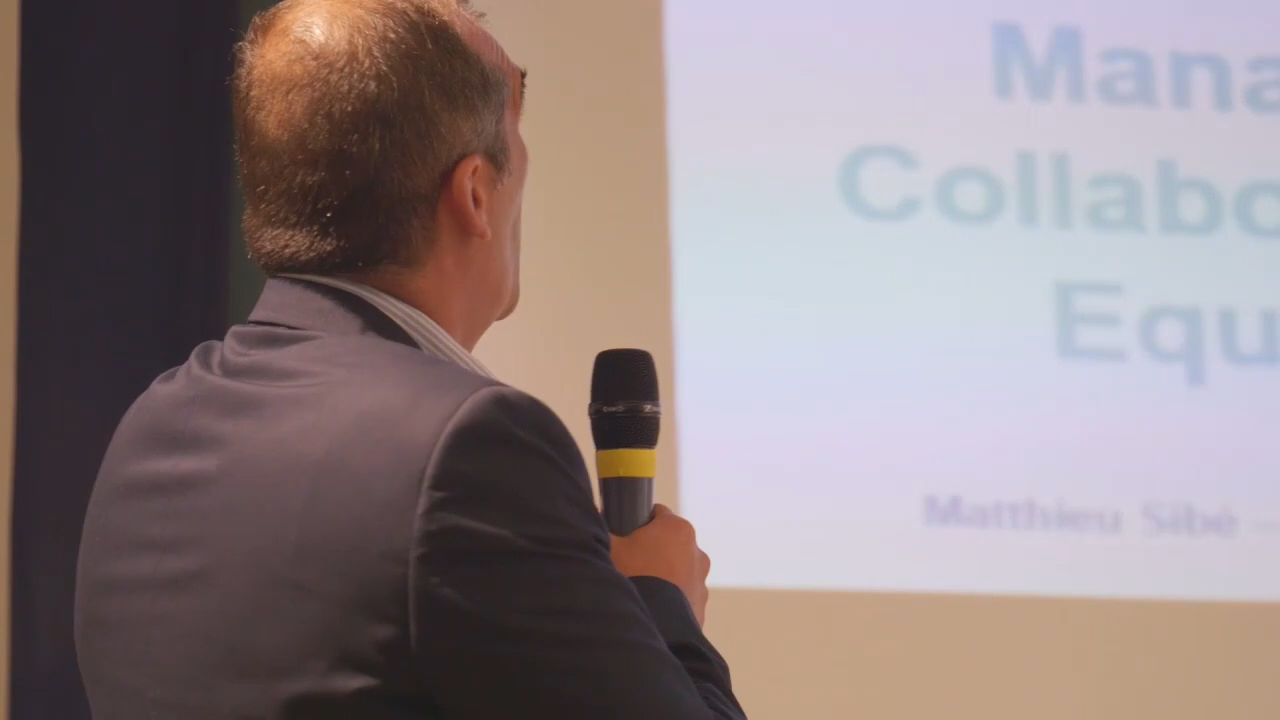 Mana
Collabo
Equ
Matthieu Sibé –